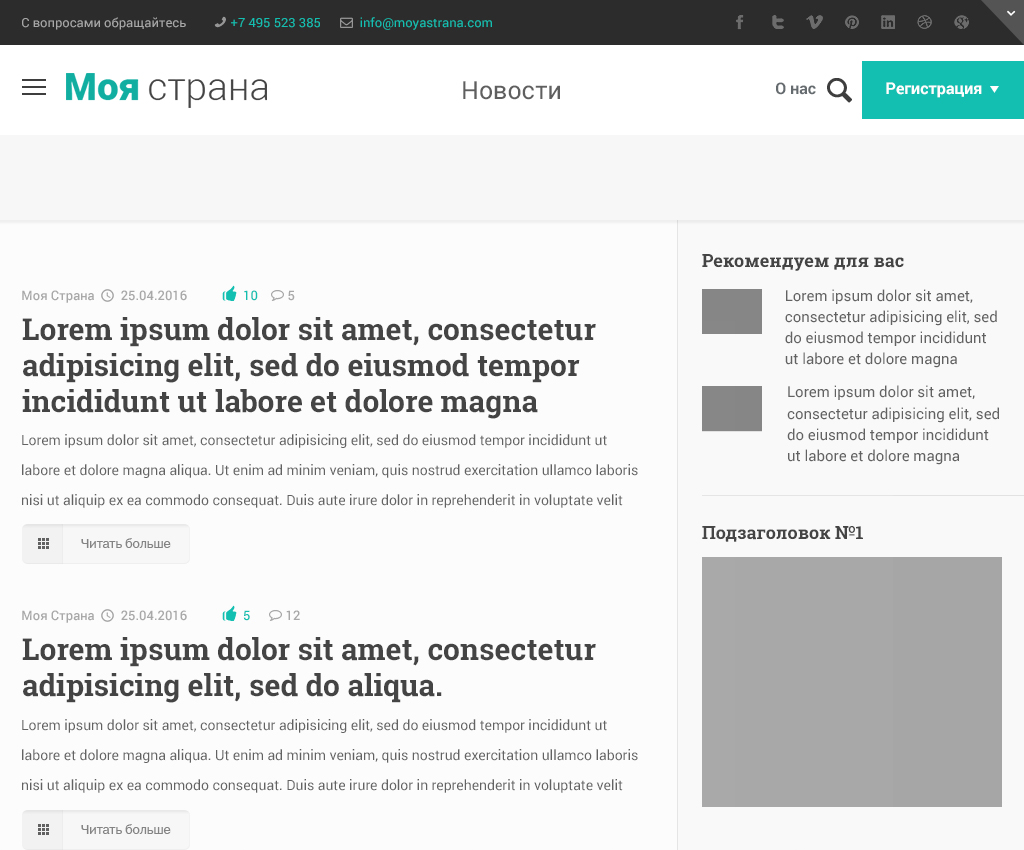 С вопросами обращайтесь +7 495 523 385 info@moyastrana.com
Моя страна Новости О нас Регистрация
Моя Страна 25.04.2016 10 5
Lorem ipsum dolor sit amet, consectetur
adipisicing elit, sed do eiusmod tempor
incididunt ut labore et dolore magna
Lorem ipsum dolor sit amet, consectetur adipisicing elit, sed do eiusmod tempor incididunt ut
labore et dolore magna aliqua. Ut enim ad minim veniam, quis nostrud exercitation ullamco laboris
nisi ut aliquip ex ea commodo consequat. Duis aute irure dolor in reprehenderit in voluptate velit
Читать больше
Моя Страна 25.04.2016 5 12
Lorem ipsum dolor sit amet, consectetur
adipisicing elit, sed do aliqua.
Lorem ipsum dolor sit amet, consectetur adipisicing elit, sed do eiusmod tempor incididunt ut
labore et dolore magna aliqua. Ut enim ad minim veniam, quis nostrud exercitation ullamco laboris
nisi ut aliquip ex ea commodo consequat. Duis aute irure dolor in reprehenderit in voluptate velit
Читать больше
Рекомендуем для вас
Lorem ipsum dolor sit amet,
consectetur adipisicing elit, sed
do eiusmod tempor incididunt
ut labore et dolore magna
Lorem ipsum dolor sit amet,
consectetur adipisicing elit, sed
do eiusmod tempor incididunt
ut labore et dolore magna
Подзаголовок №1